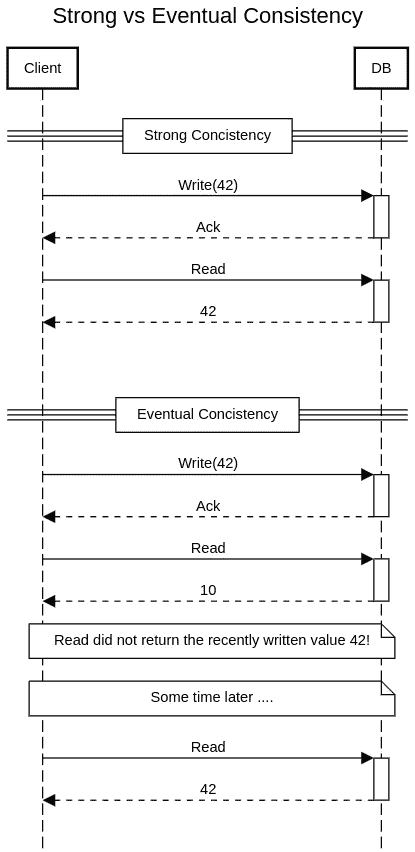 Strong vs Eventual Consistency
Client
DB
Strong Concistency
Write(42)
Ack
Read
42
Eventual Concistency
Write(42)
Ack
Read
10
Read did not return the recently written value 42!
Some time later ....
Read
42